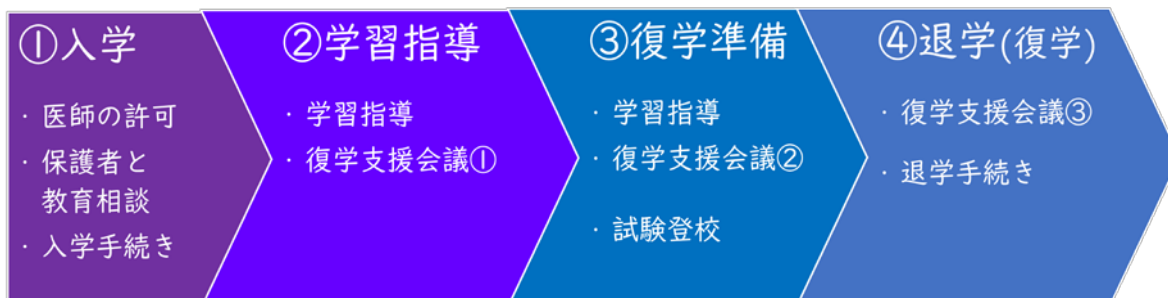 ①入学
・医師の許可
・保護者と
教育相談
・入学手続き
②学習指導
・学習指導
・復学支援会議①
③復学準備
・学習指導
・復学支援会議②
・試験登校
④退学(復学)
・復学支援会議③
・退学手続き